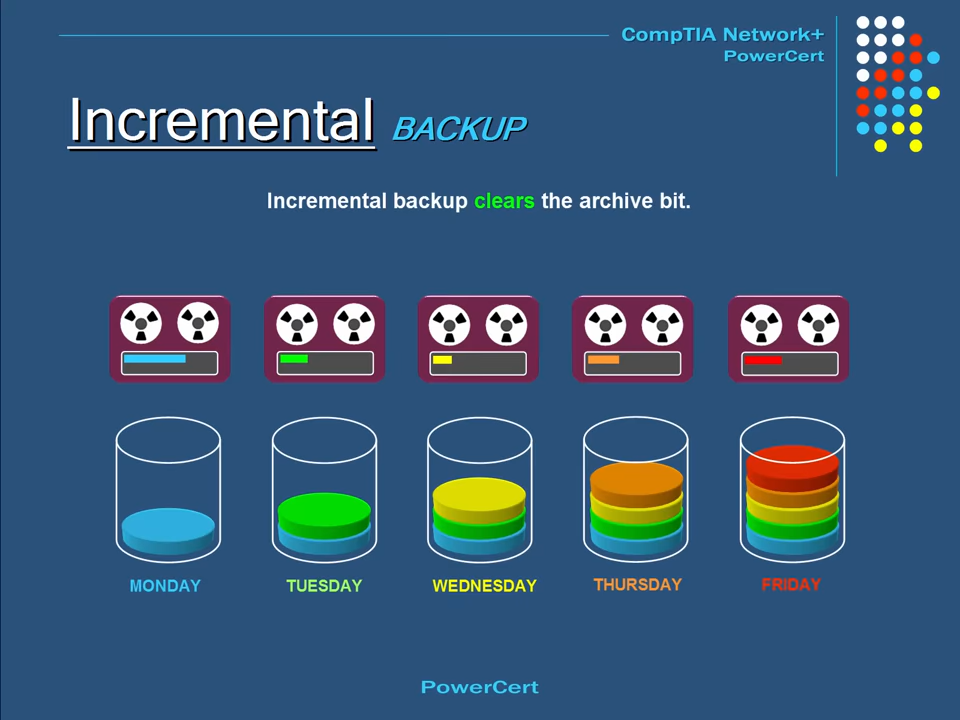 CompTIA Network+
PowerCert
Incremental BACKUP
Incremental backup clears the archive bit.
MONDAY TUESDAY WEDNESDAY THURSDAY FRIDAY
PowerCert